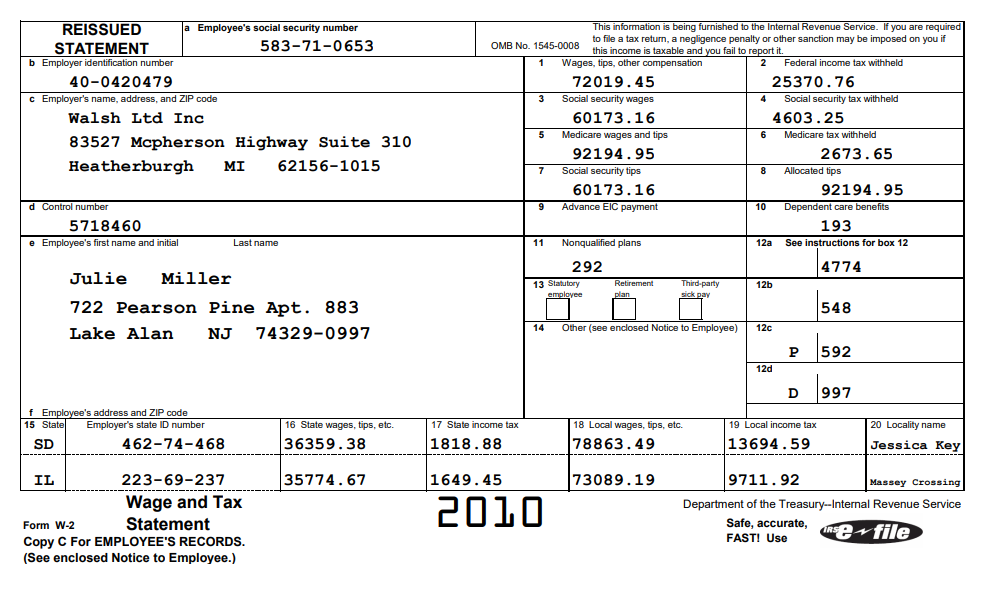 REISSUED STATEMENT
a Employee's social security number
583-71-0653
OMB No. 1545-0008
This information is being furnished to the Internal Revenue Service. If you are required
to file a tax return, a negligence penalty or other sanction may be imposed on you if
this income is taxable and you fail to report it.
b Employer identification number
40-0420479
1 Wages, tips, other compensation
72019.45
2 Federal income tax withheld
25370.76
c Employer's name, address, and ZIP code
Walsh Ltd Inc
83527 Mcpherson Highway Suite 310
Heatherburgh MI 62156-1015
3 Social security wages
60173.16
4 Social security tax withheld
4603.25
5 Medicare wages and tips
92194.95
6 Medicare tax withheld
2673.65
7 Social security tips
60173.16
8 Allocated tips
92194.95
d Control number
5718460
9 Advance EIC payment
10 Dependent care benefits
193
e Employee's first name and initial Last name
Julie Miller
722 Pearson Pine Apt. 883
Lake Alan NJ 74329-0997
f Employee's address and ZIP code
11 Nonqualified plans
292
12a See instructions for box 12
4774
13 Statutory employee
Retirement plan
Third-party sick pay
12b
548
14 Other (see enclosed Notice to Employee)
12c
P 592
12d
D 997
15 State Employer's state ID number 16 State wages, tips, etc. 17 State income tax 18 Local wages, tips, etc. 19 Local income tax 20 Locality name
SD 462-74-468 36359.38 1818.88 78863.49 13694.59 Jessica Key
IL 223-69-237 35774.67 1649.45 73089.19 9711.92 Massey Crossing
Form W-2
Wage and Tax
Statement
2010
Department of the Treasury--Internal Revenue Service
Copy C For EMPLOYEE'S RECORDS.
(See enclosed Notice to Employee.)
Safe, accurate,
FAST! Use
IRS e file